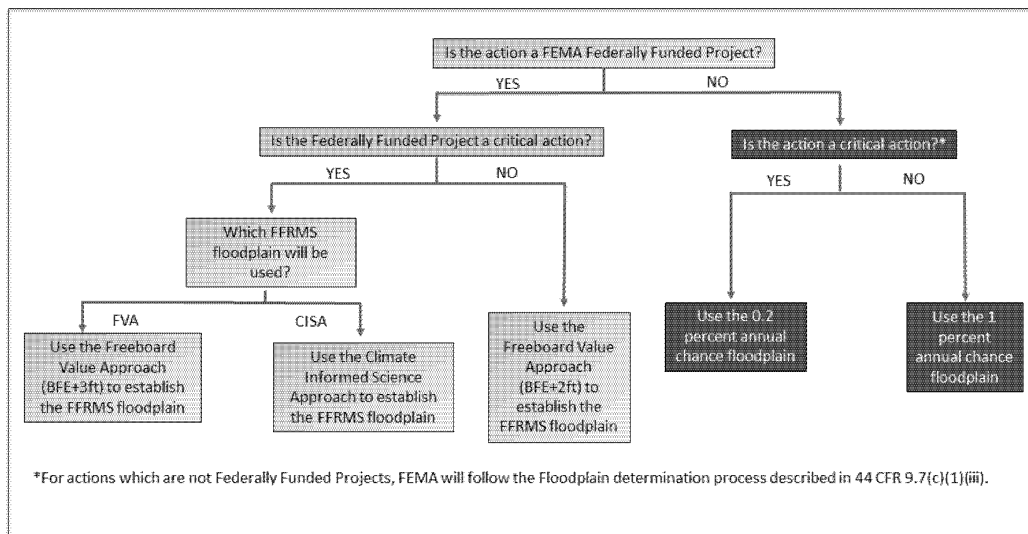 Is the action a FEMA Federally Funded Project?
YES
NO
Is the Federally Funded Project a critical action?
Is the action a critical action?*
YES
NO
YES
NO
Which FFRMS
floodplain will be
used?
FVA
CISA
Use the Freeboard
Value Approach
(BFE+3ft) to establish
the FFRMS floodplain
Use the Climate
Informed Science
Approach to establish
the FFRMS floodplain
Use the
Freeboard Value
Approach
(BFE+2ft) to
establish the
FFRMS floodplain
Use the 0.2
percent annual
chance floodplain
Use the 1
percent
annual chance
floodplain
*For actions which are not Federally Funded Projects, FEMA will follow the Floodplain determination process described in 44 CFR 9.7(c)(1)(iii).